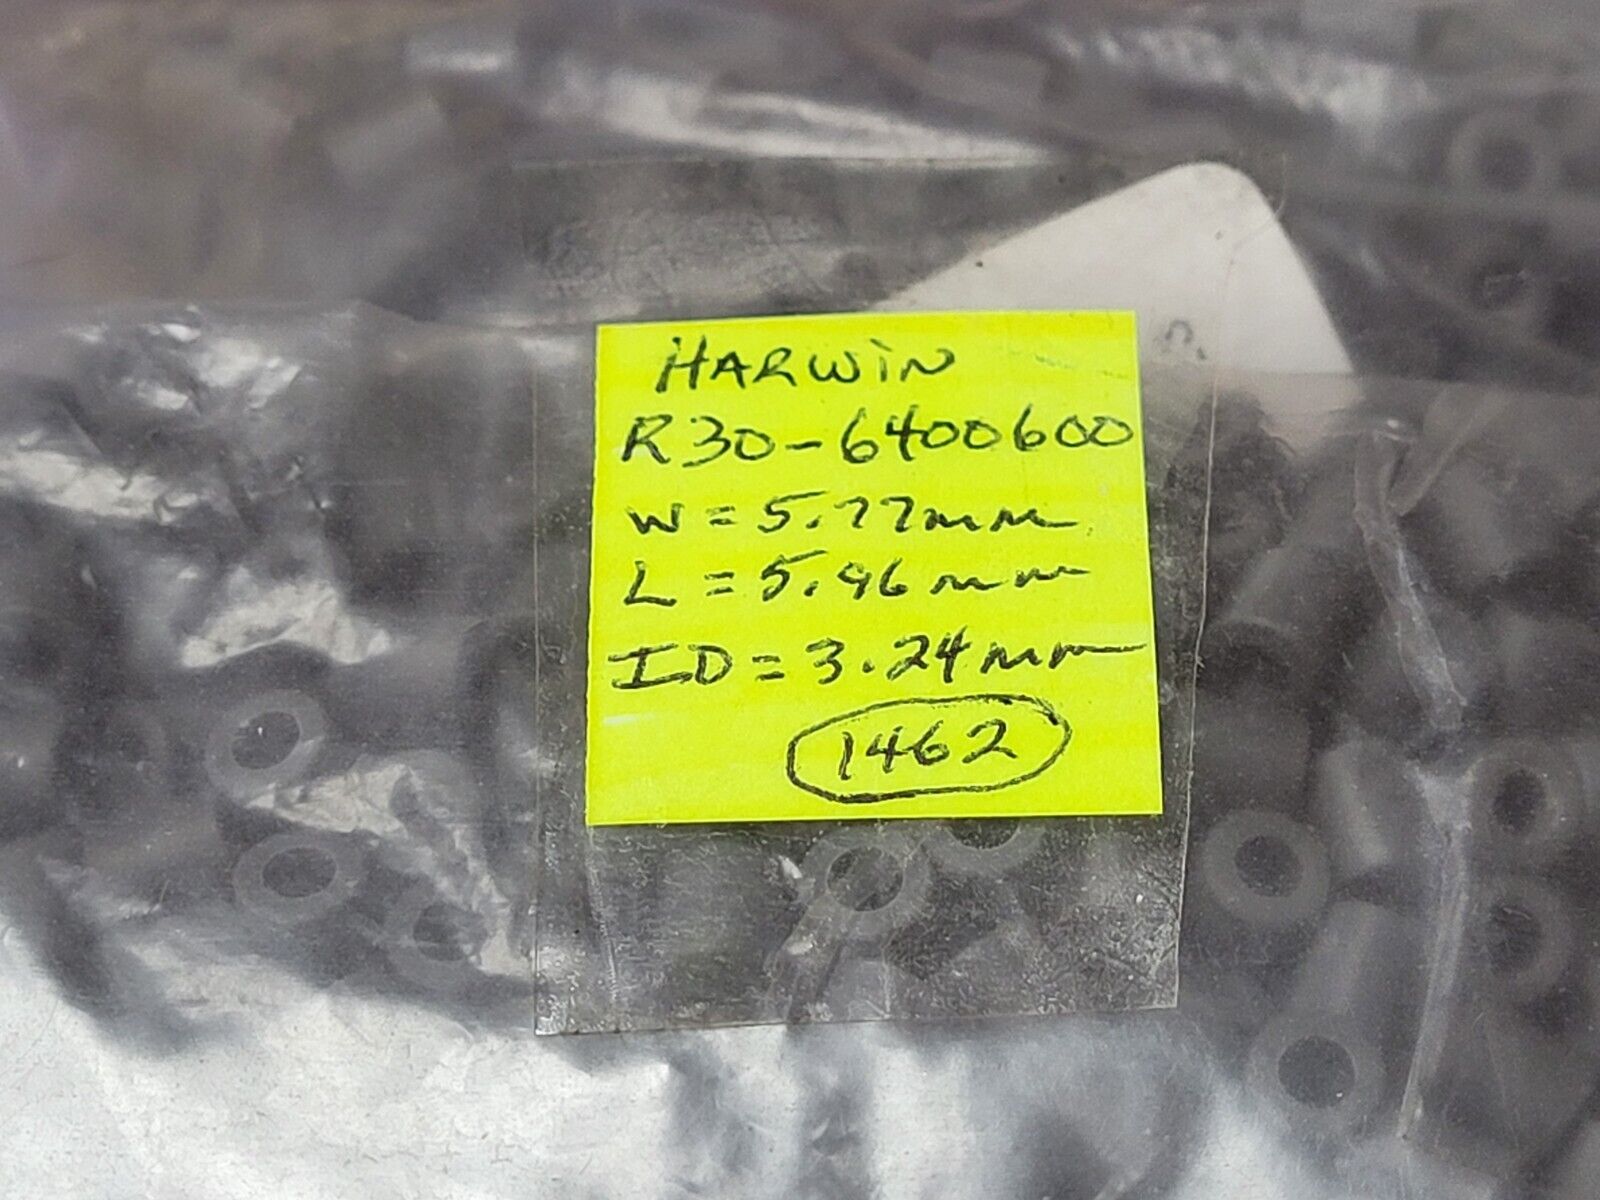 HARWIN
R30-6400600
W = 5.77mm
L = 5.96mm
ID = 3.24mm
1462